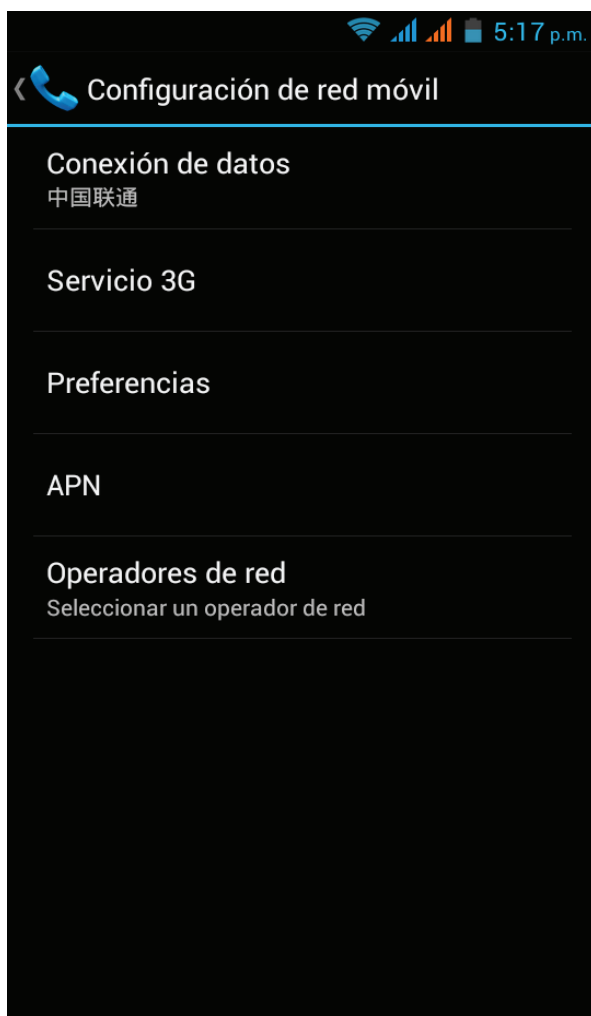 5:17 p.m.
Configuración de red móvil
Conexión de datos
中国联通
Servicio 3G
Preferencias
APN
Operadores de red
Seleccionar un operador de red